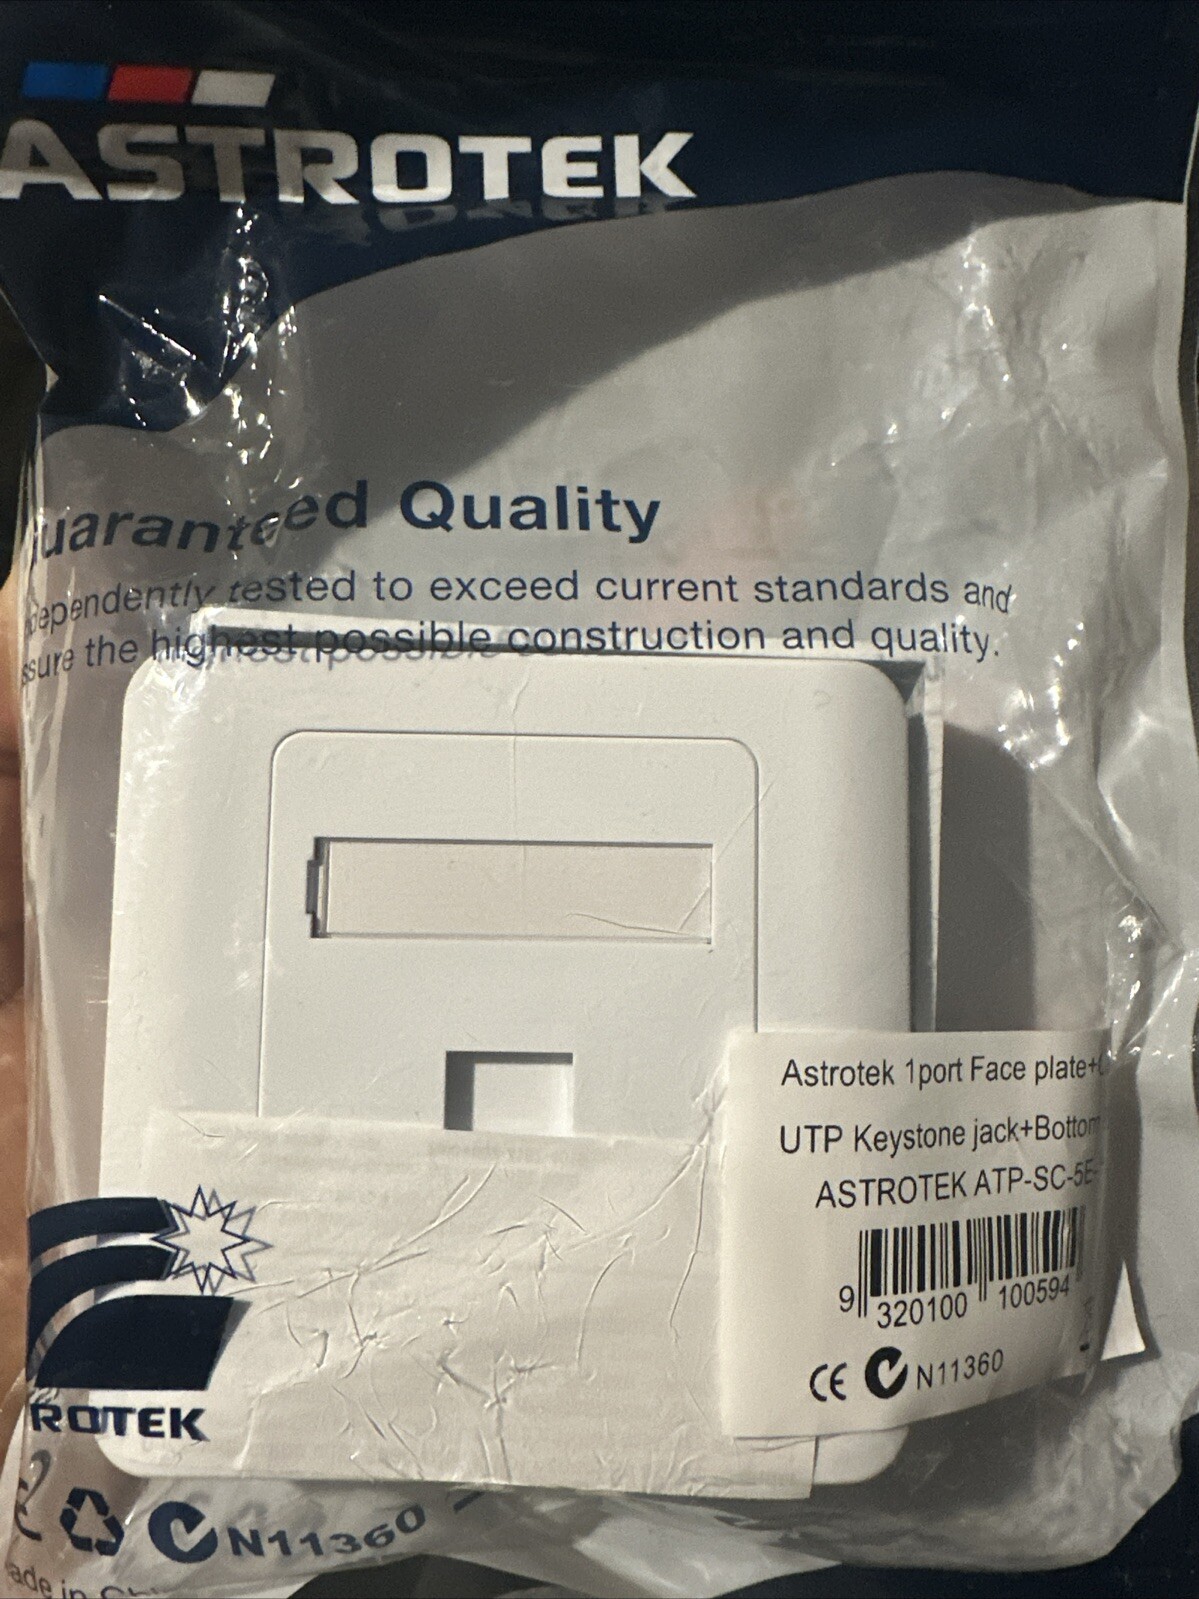 ASTROTEK
uaranteed Quality
dependently tested to exceed current standards and
sure the highest possible construction and quality.
Astrotek 1port Face plate+
UTP Keystone jack+Bottom
ASTROTEK ATP-SC-5E-
9 320100 100594
CE N11360
ROTEK
N11360
ade in